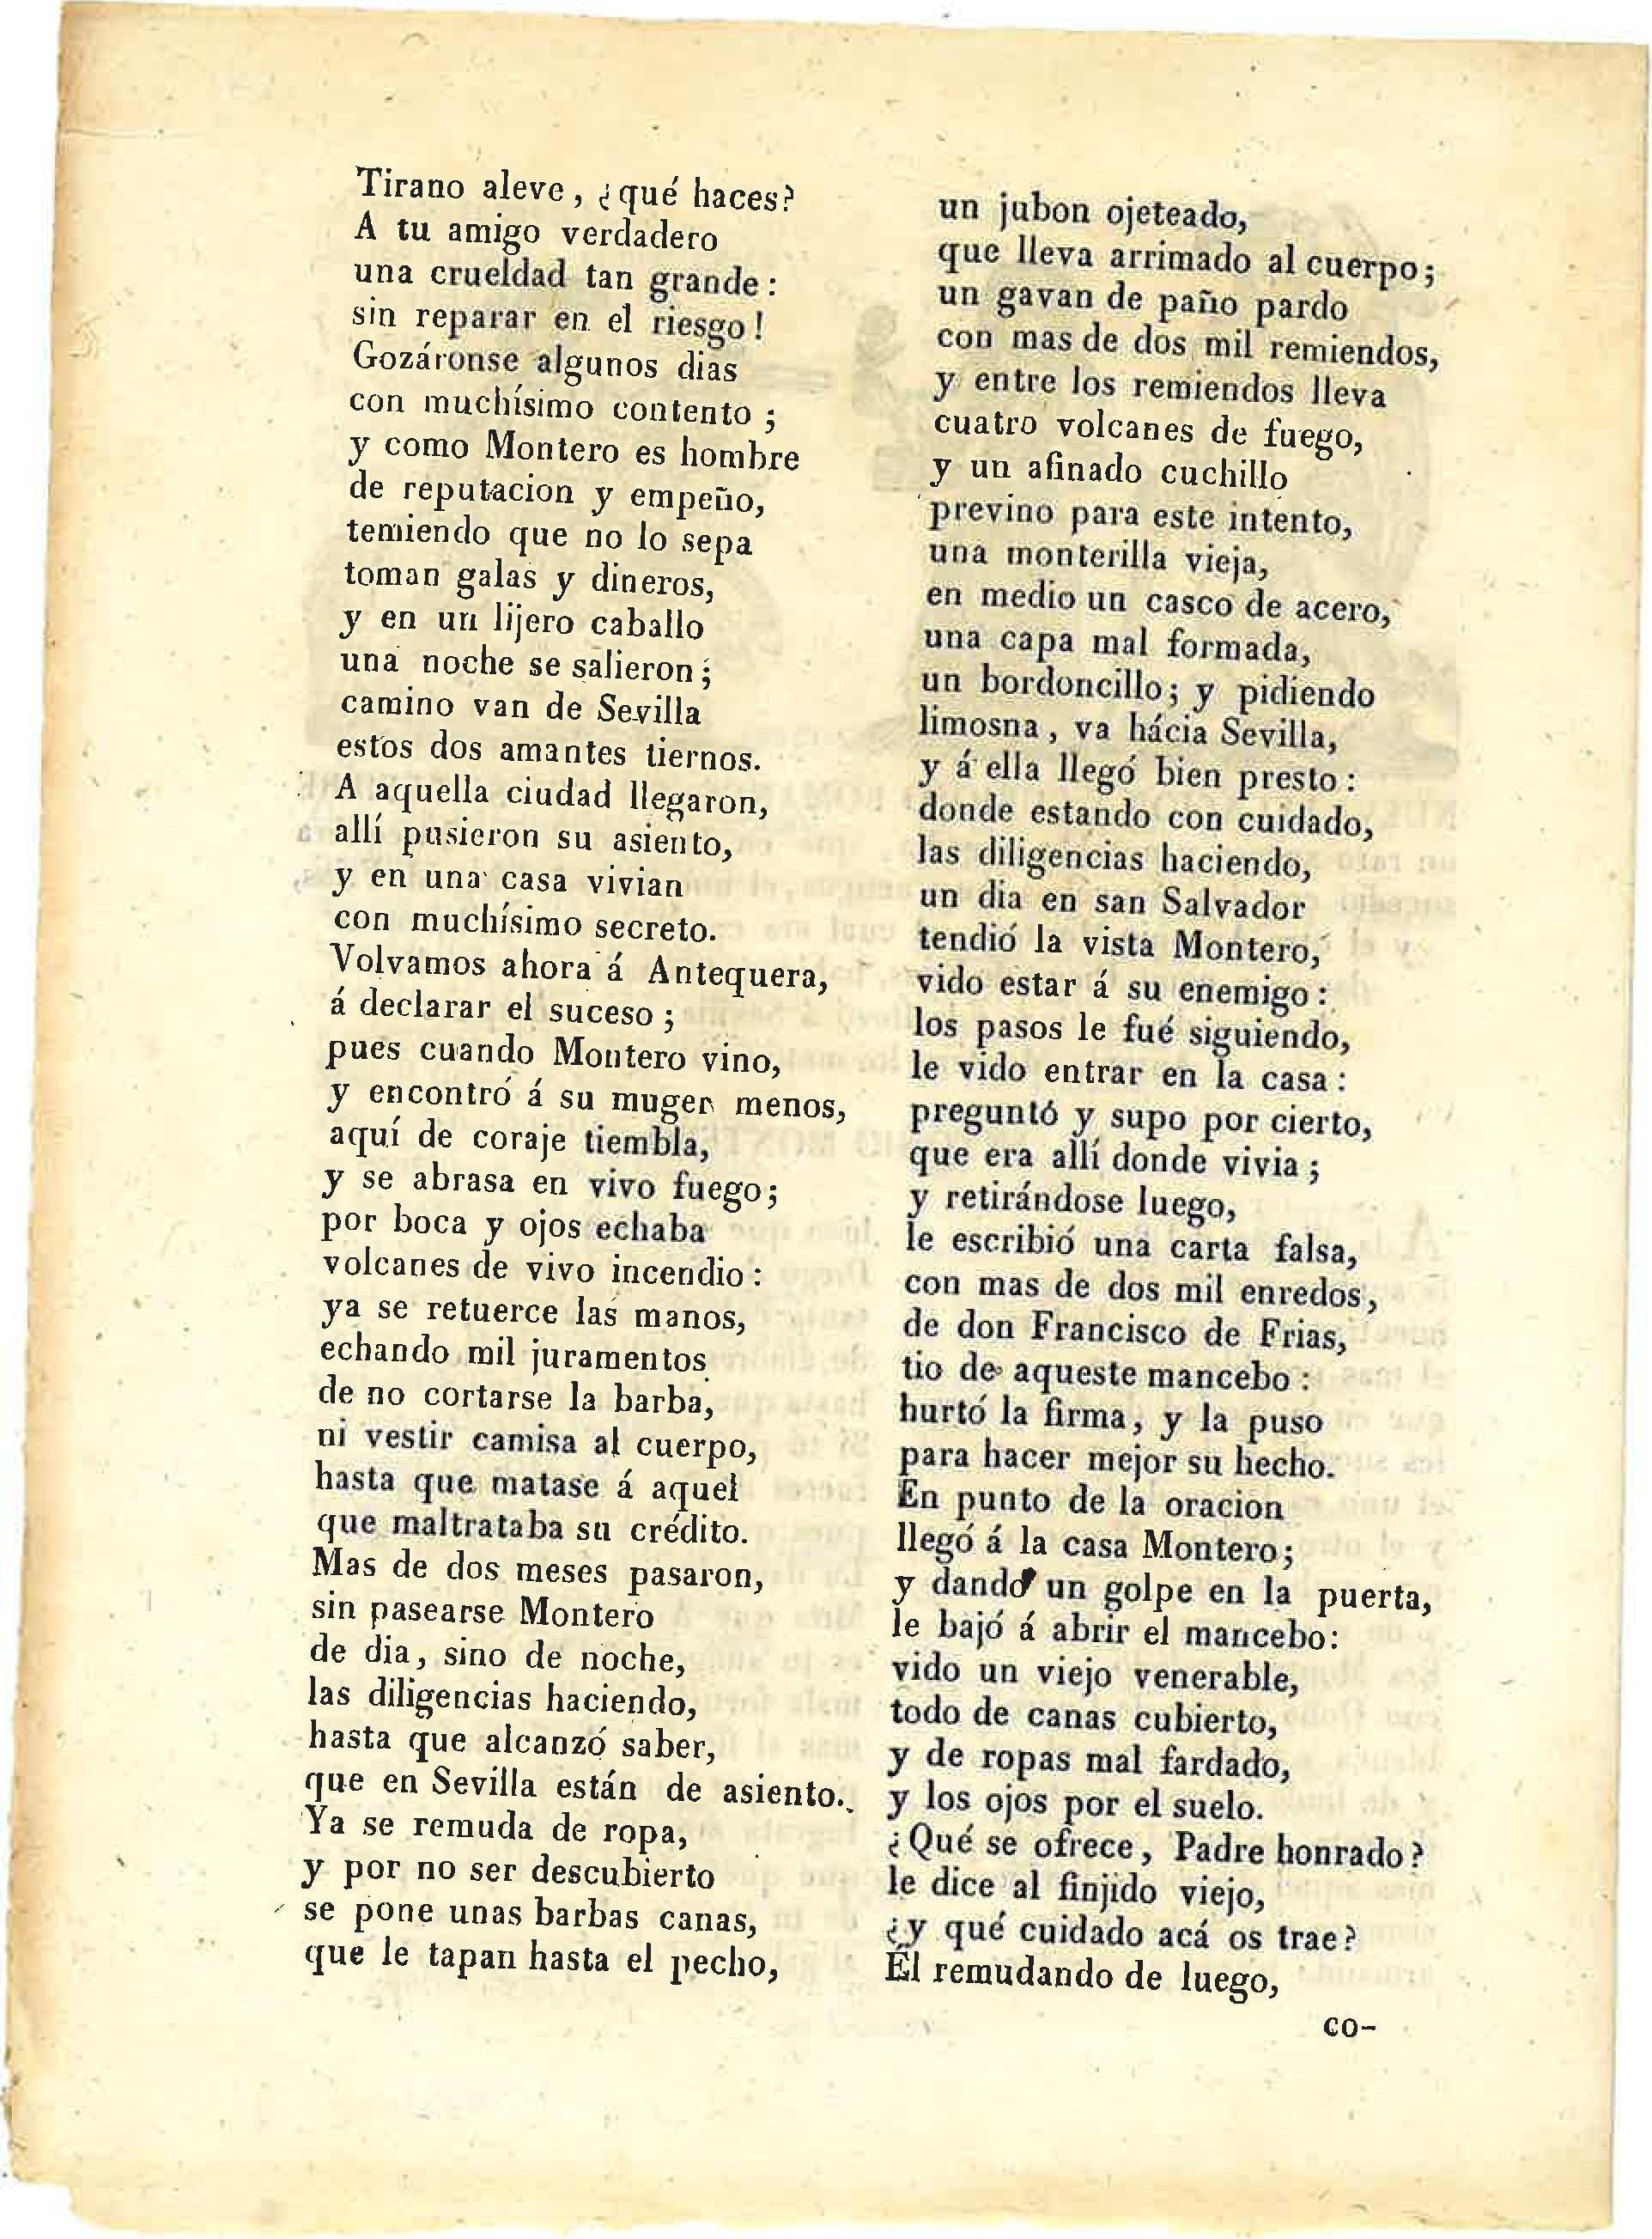 Tirano aleve, ¿qué haces?
A tu amigo verdadero
una crueldad tan grande:
sin reparar en el riesgo!
Gozáronse algunos dias
con muchísimo contento;
y como Montero es hombre
de reputacion y empeño,
temiendo que no lo sepa
toman galas y dineros,
y en un lijero caballo
una noche se salieron;
camino van de Sevilla
estos dos amantes tiernos.
A aquella ciudad llegaron,
allí pusieron su asiento,
y en una casa vivian
con muchísimo secreto.
Volvamos ahora á Antequera,
á declarar el suceso;
pues cuando Montero vino,
y encontró á su muger menos,
aquí de coraje tiembla,
y se abrasa en vivo fuego;
por boca y ojos echaba
volcanes de vivo incendio:
ya se retuerce las manos,
echando mil juramentos
de no cortarse la barba,
ni vestir camisa al cuerpo,
hasta que matase á aquel
que maltrataba su crédito.
Mas de dos meses pasaron,
sin pasearse Montero
de dia, sino de noche,
las diligencias haciendo,
hasta que alcanzó saber,
que en Sevilla están de asiento.
Ya se remuda de ropa,
y por no ser descubierto
se pone unas barbas canas,
que le tapan hasta el pecho,
un jubon ojeteado,
que lleva arrimado al cuerpo;
un gavan de paño pardo
con mas de dos mil remiendos,
y entre los remiendos lleva
cuatro volcanes de fuego,
y un afinado cuchillo
previno para este intento,
una monterilla vieja,
en medio un casco de acero,
una capa mal formada,
un bordoncillo; y pidiendo
limosna, va hácia Sevilla,
y á ella llegó bien presto:
donde estando con cuidado,
las diligencias haciendo,
un dia en san Salvador
tendió la vista Montero,
vido estar á su enemigo:
los pasos le fué siguiendo,
le vido entrar en la casa:
preguntó y supo por cierto,
que era allí donde vivia;
y retirándose luego,
le escribió una carta falsa,
con mas de dos mil enredos,
de don Francisco de Frias,
tio de aqueste mancebo:
hurtó la firma, y la puso
para hacer mejor su hecho.
En punto de la oracion
llegó á la casa Montero;
y dando un golpe en la puerta,
le bajó á abrir el mancebo:
vido un viejo venerable,
todo de canas cubierto,
y de ropas mal fardado,
y los ojos por el suelo.
¿Qué se ofrece, Padre honrado?
le dice al finjido viejo,
¿y qué cuidado acá os trae?
Él remudando de luego,
co-